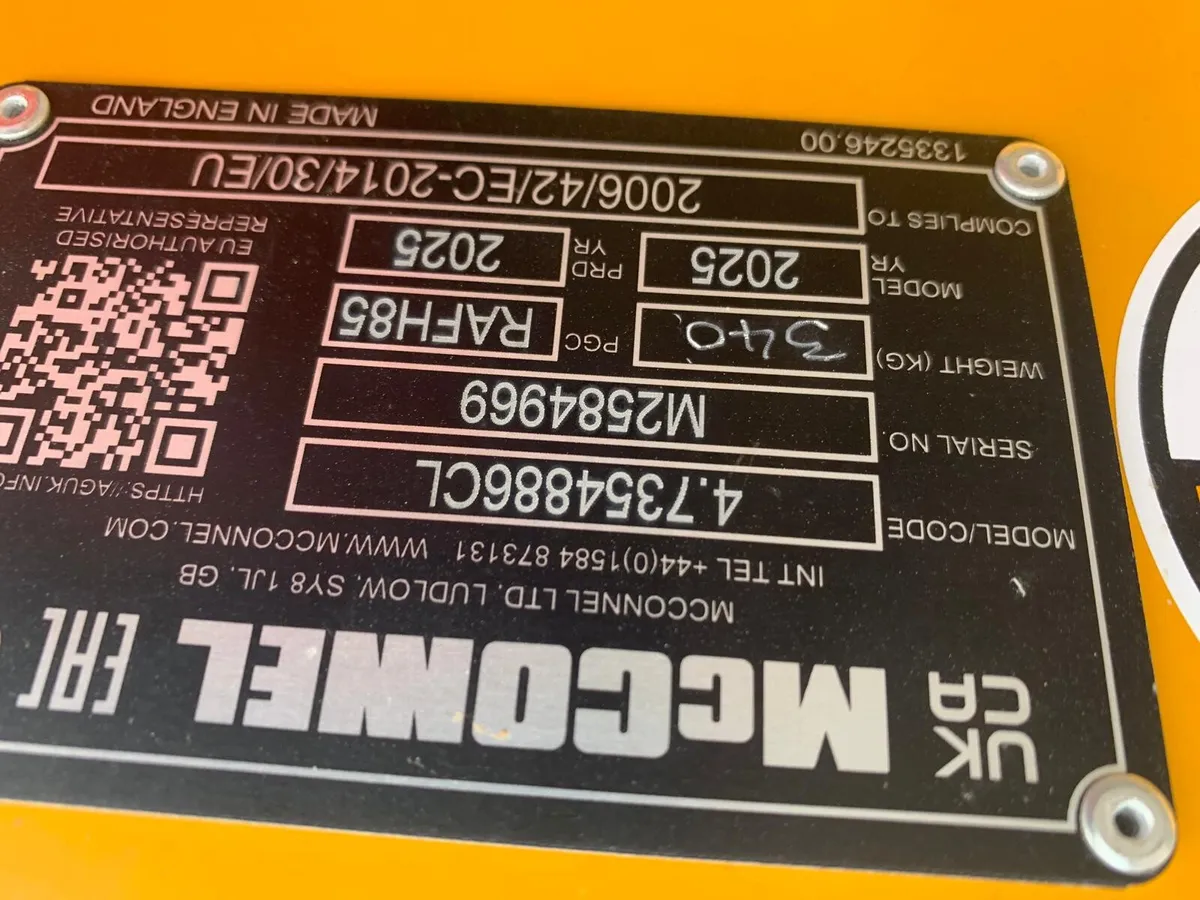 UK CA McCONNEL EAC
MCCONNEL LTD. LUDLOW. SY8 1JL. GB
INT TEL +44(0)1584 873131 WWW.MCCONNEL.COM
MODEL/CODE 4.7354886CL HTTPS://AGUK.INFO
SERIAL NO. M2584969
WEIGHT (KG) 340 PGC RAFH85
MODEL YR 2025 PRD YR 2025
EU AUTHORISED
REPRESENTATIVE
COMPLIES TO 2006/42/EC-2014/30/EU
1335246.00 MADE IN ENGLAND